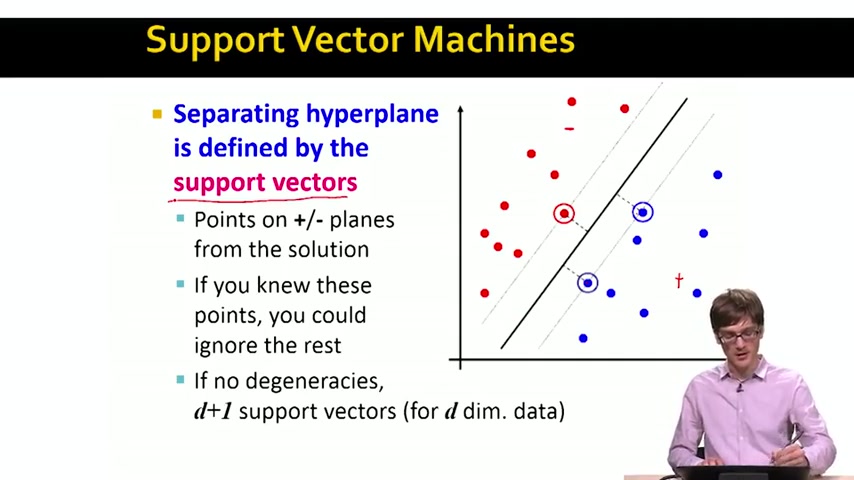 Support Vector Machines
Separating hyperplane
is defined by the
support vectors
Points on +/- planes
from the solution
If you knew these
points, you could
ignore the rest
If no degeneracies,
d+1 support vectors (for d dim. data)
-
+